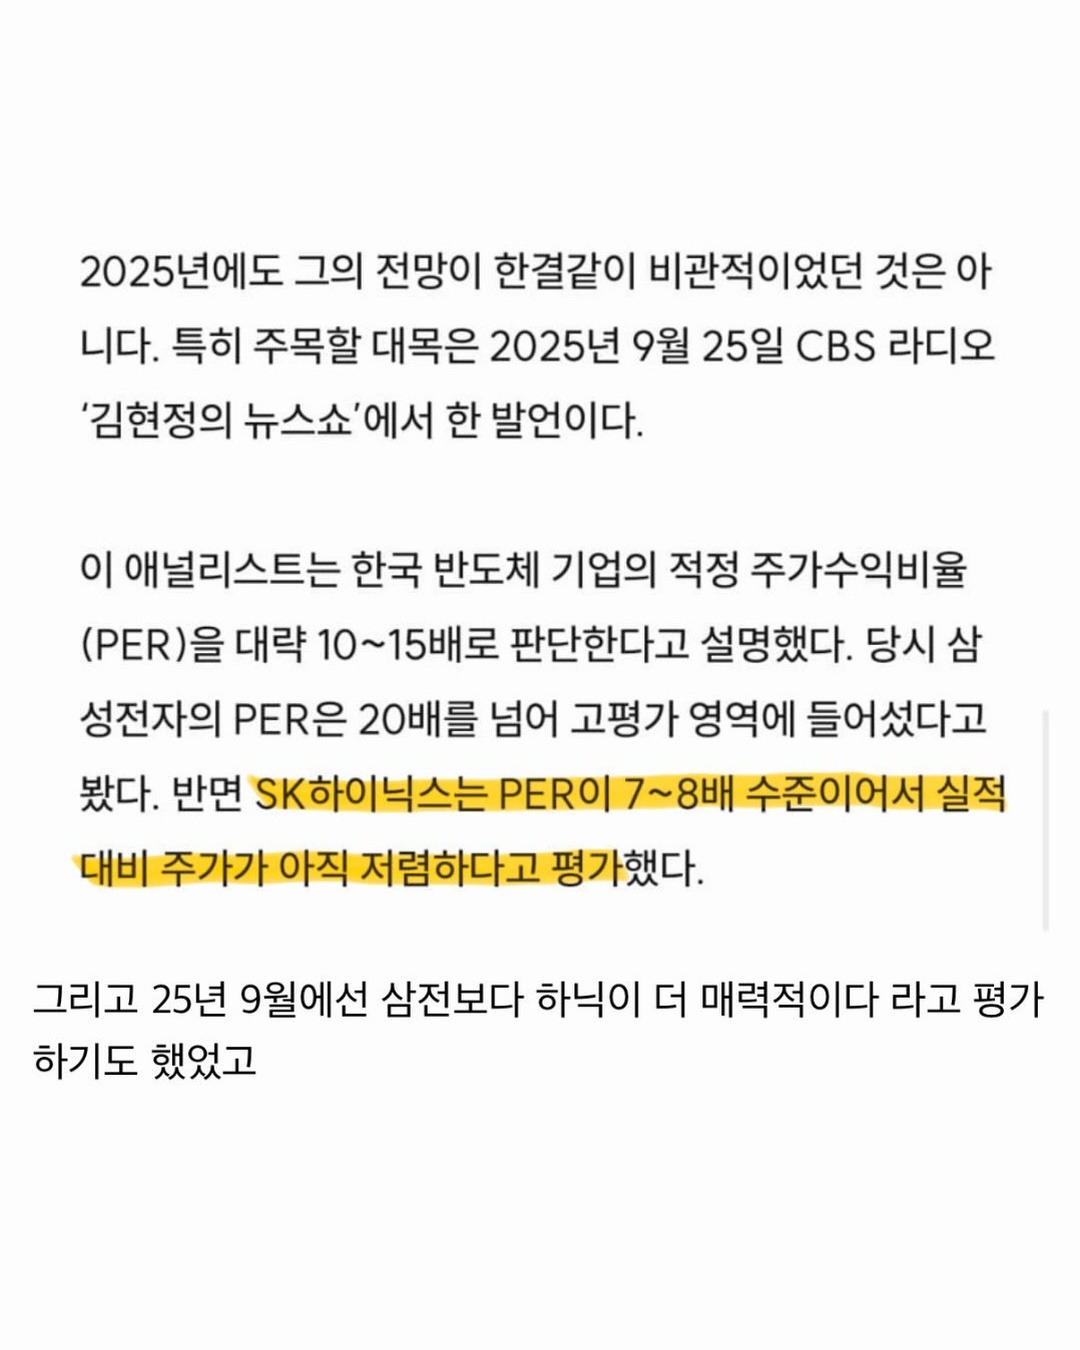 2025년에도 그의 전망이 한결같이 비관적이었던 것은 아
니다. 특히 주목할 대목은 2025년 9월 25일 CBS 라디오
‘김현정의 뉴스쇼’에서 한 발언이다.
이 애널리스트는 한국 반도체 기업의 적정 주가수익비율
(PER)을 대략 10~15배로 판단한다고 설명했다. 당시 삼
성전자의 PER은 20배를 넘어 고평가 영역에 들어섰다고
봤다. 반면 SK하이닉스는 PER이 7~8배 수준이어서 실적
대비 주가가 아직 저렴하다고 평가했다.
그리고 25년 9월에선 삼전보다 하닉이 더 매력적이다 라고 평가
하기도 했었고